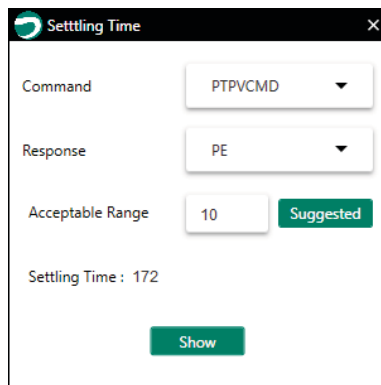 Setttling Time ×
Command PTPVCMD
Response PE
Acceptable Range 10 Suggested
Settling Time : 172
Show